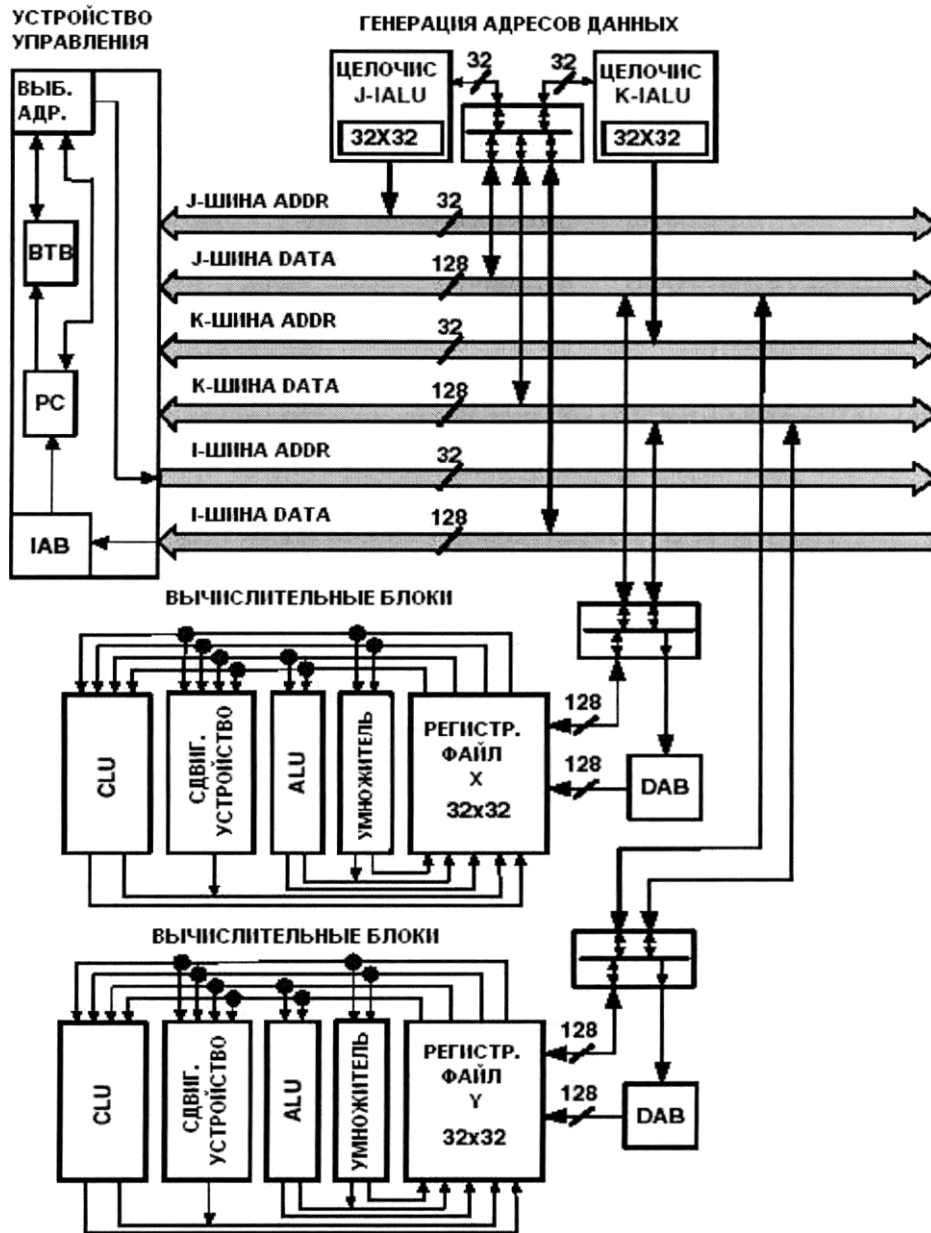 УСТРОЙСТВО
УПРАВЛЕНИЯ
ГЕНЕРАЦИЯ АДРЕСОВ ДАННЫХ
ВЫБ.
АДР.
ЦЕЛОЧИС
J-IALU
32X32
32
32
ЦЕЛОЧИС
K-IALU
32X32
J-ШИНА ADDR
32
BTB
J-ШИНА DATA
128
K-ШИНА ADDR
32
PC
K-ШИНА DATA
128
I-ШИНА ADDR
32
IAB
I-ШИНА DATA
128
ВЫЧИСЛИТЕЛЬНЫЕ БЛОКИ
CLU
СДВИГ.
УСТРОЙСТВО
ALU
УМНОЖИТЕЛЬ
РЕГИСТР.
ФАЙЛ
X
32x32
128
128
DAB
ВЫЧИСЛИТЕЛЬНЫЕ БЛОКИ
CLU
СДВИГ.
УСТРОЙСТВО
ALU
УМНОЖИТЕЛЬ
РЕГИСТР.
ФАЙЛ
Y
32x32
128
128
DAB